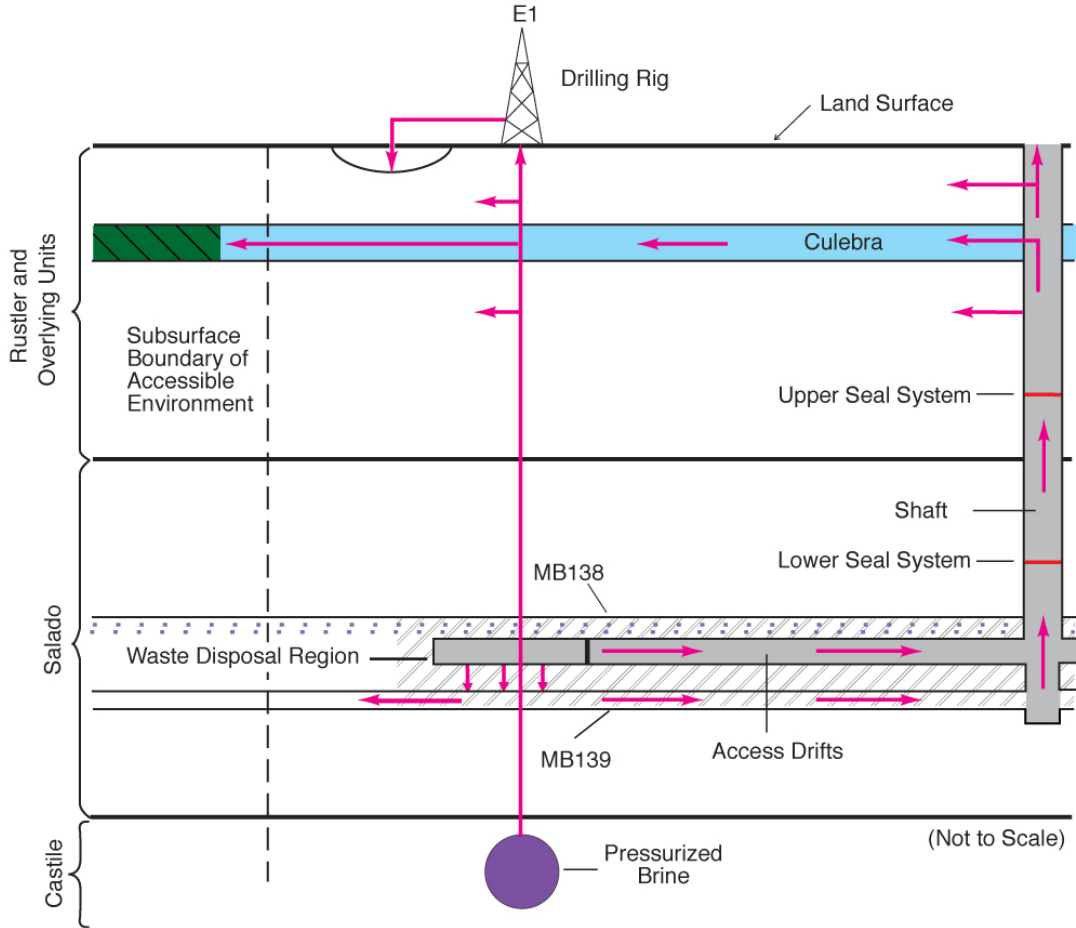 E1
Drilling Rig
Land Surface
Rustler and
Overlying Units
Culebra
Subsurface
Boundary of
Accessible
Environment
Upper Seal System
Shaft
Lower Seal System
MB138
Salado
Waste Disposal Region
Access Drifts
MB139
(Not to Scale)
Castile
Pressurized
Brine